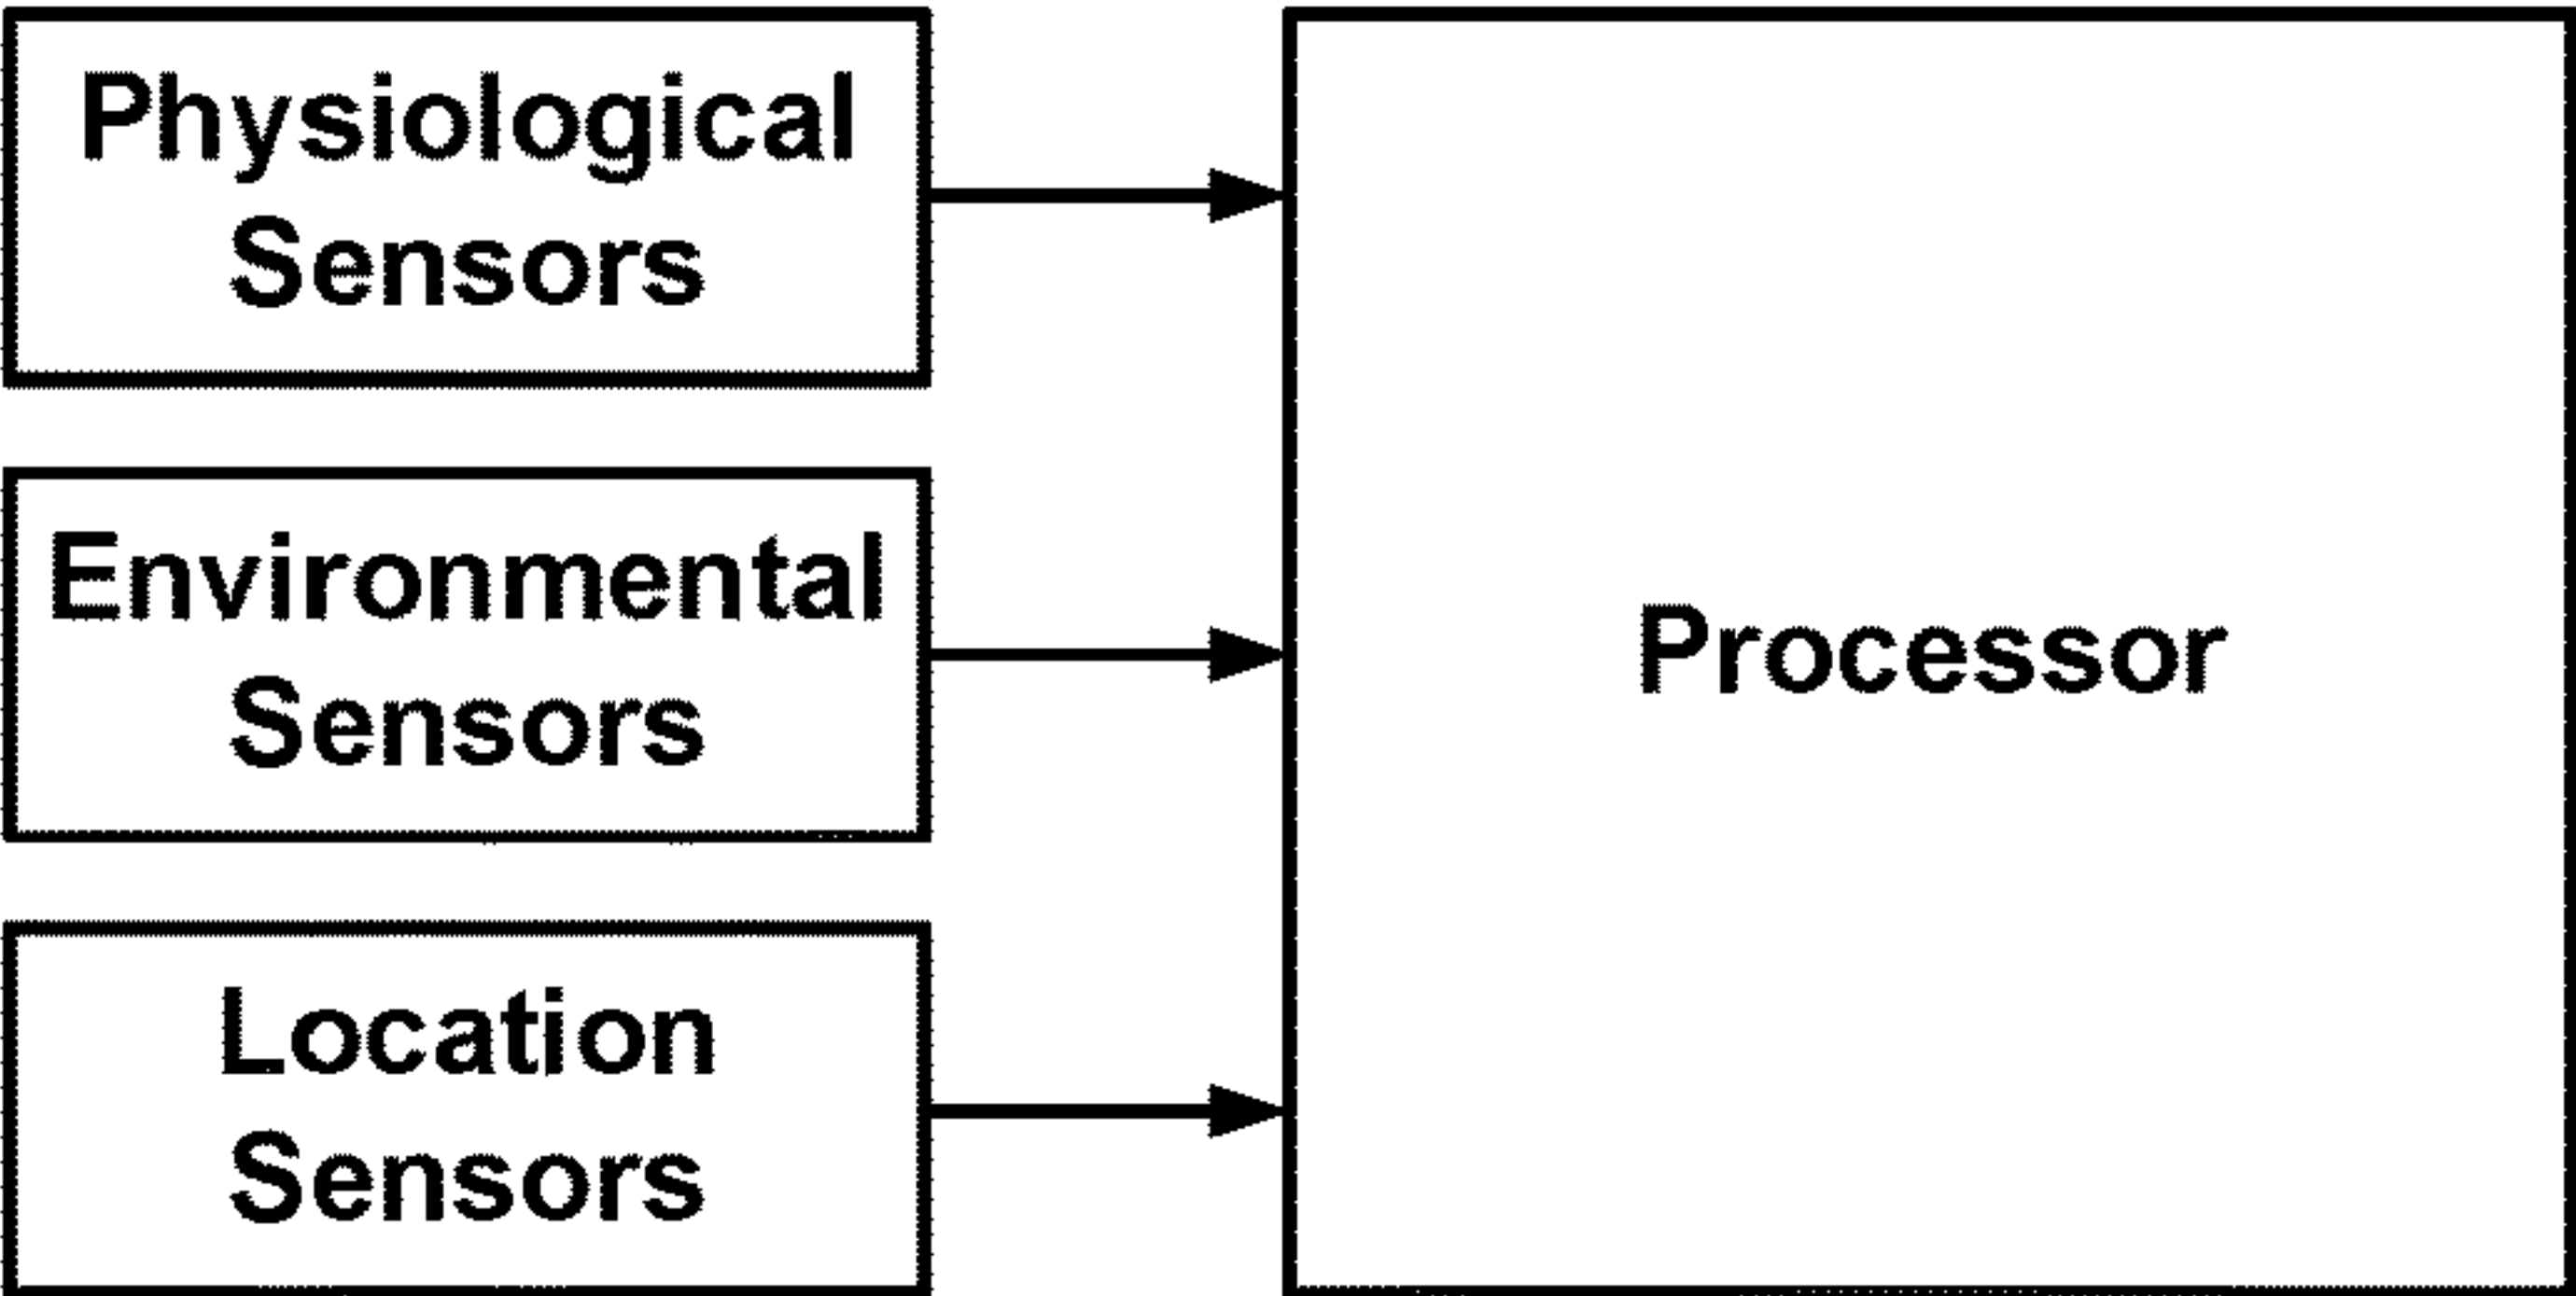 Physiological
Sensors
Environmental
Sensors
Location
Sensors
Processor